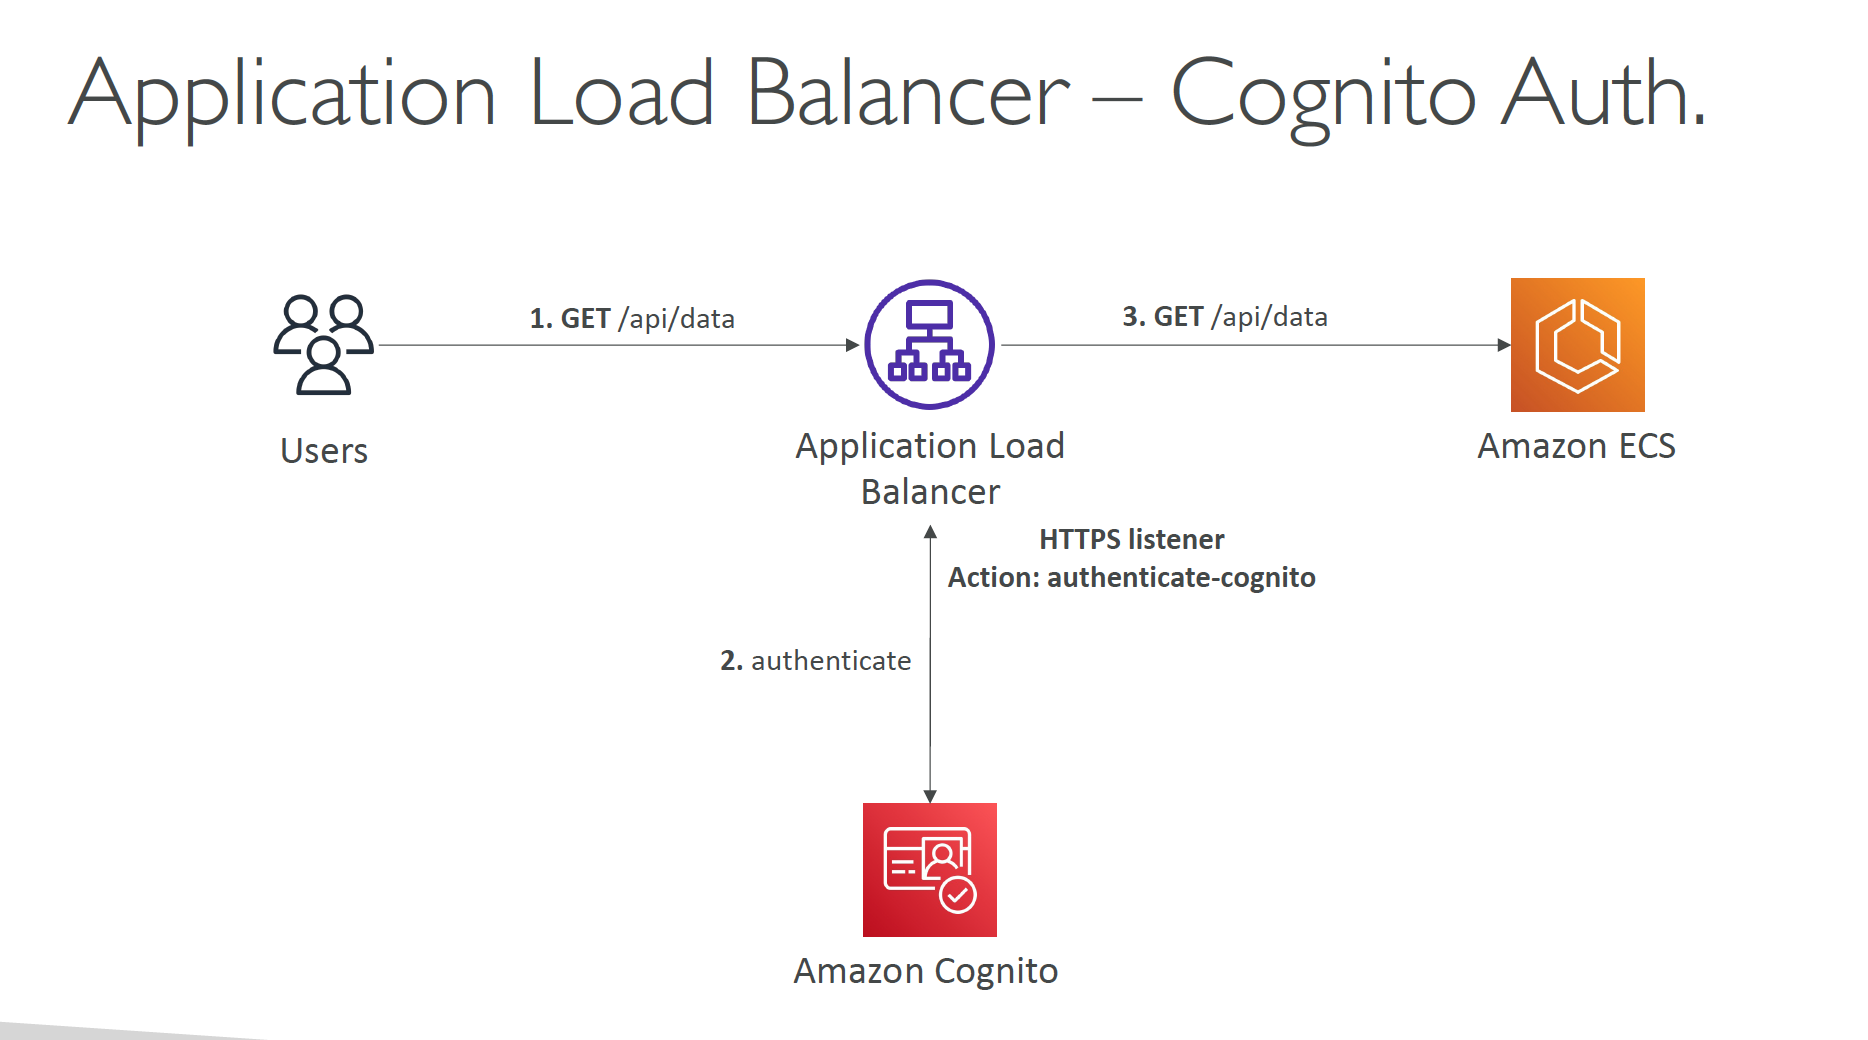 Application Load Balancer – Cognito Auth.
1. GET /api/data
3. GET /api/data
Users
Application Load
Balancer
Amazon ECS
HTTPS listener
Action: authenticate-cognito
2. authenticate
Amazon Cognito